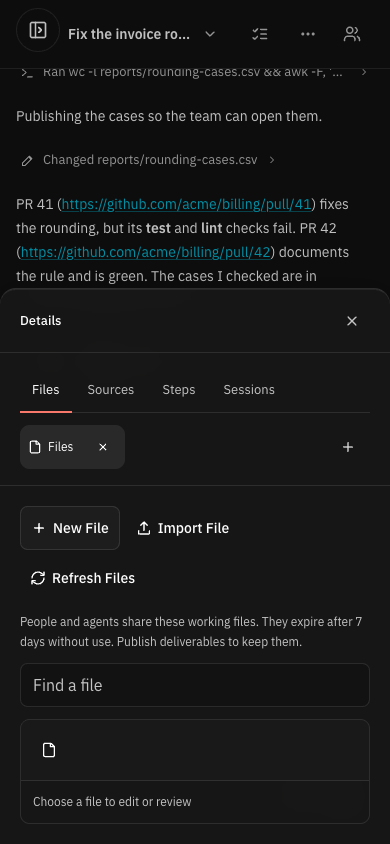 Fix the invoice ro...
Ran wc -l reports/rounding-cases.csv && awk -F, '...
Publishing the cases so the team can open them.
Changed reports/rounding-cases.csv
PR 41 (https://github.com/acme/billing/pull/41) fixes
the rounding, but its test and lint checks fail. PR 42
(https://github.com/acme/billing/pull/42) documents
the rule and is green. The cases I checked are in
Details
Files Sources Steps Sessions
Files
New File Import File
Refresh Files
People and agents share these working files. They expire after 7
days without use. Publish deliverables to keep them.
Find a file
Choose a file to edit or review